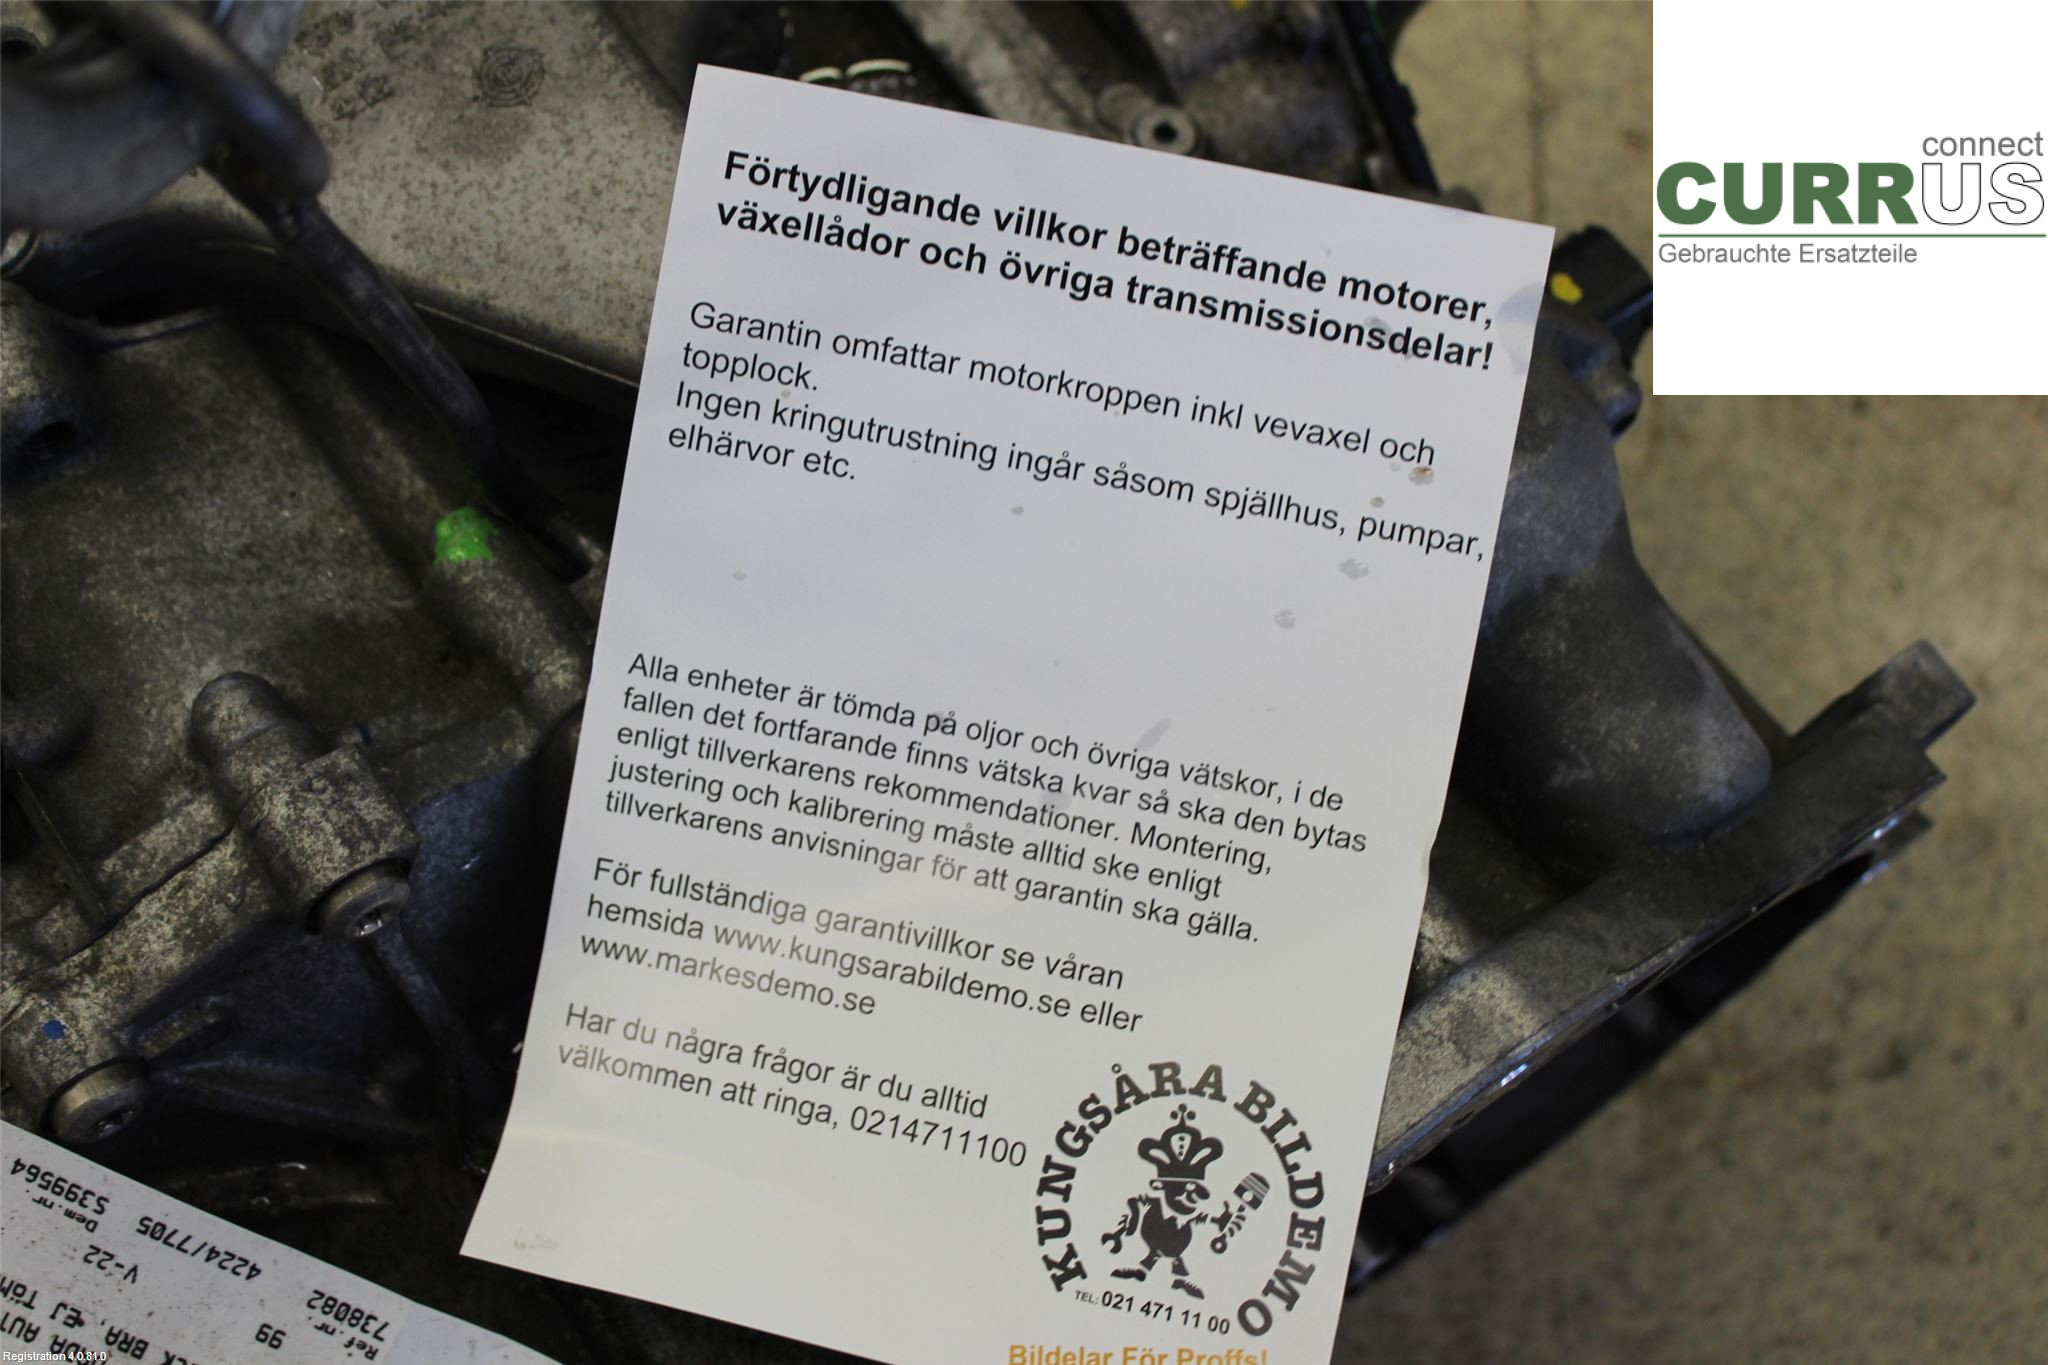 connect
CURRUS
Gebrauchte Ersatzteile
Förtydligande villkor beträffande motorer,
växellådor och övriga transmissionsdelar!
Garantin omfattar motorkroppen inkl vevaxel och
topplock.
Ingen kringutrustning ingår såsom spjällhus, pumpar,
elhärvor etc.
Alla enheter är tömda på oljor och övriga vätskor, i de
fallen det fortfarande finns vätska kvar så ska den bytas
enligt tillverkarens rekommendationer. Montering,
justering och kalibrering måste alltid ske enligt
tillverkarens anvisningar för att garantin ska gälla.
För fullständiga garantivillkor se våran
hemsida www.kungsarabildemo.se eller
www.markesdemo.se
Har du några frågor är du alltid
välkommen att ringa, 0214711100
KUNGSÅRA BILDEMO
TEL: 021 471 11 00
Bildelar För Proffs!
Ref.nr.
738082
4224/7705
Dem.nr.
5399564
99
V-22
BRA, EJ
Registration 4.0.81.0